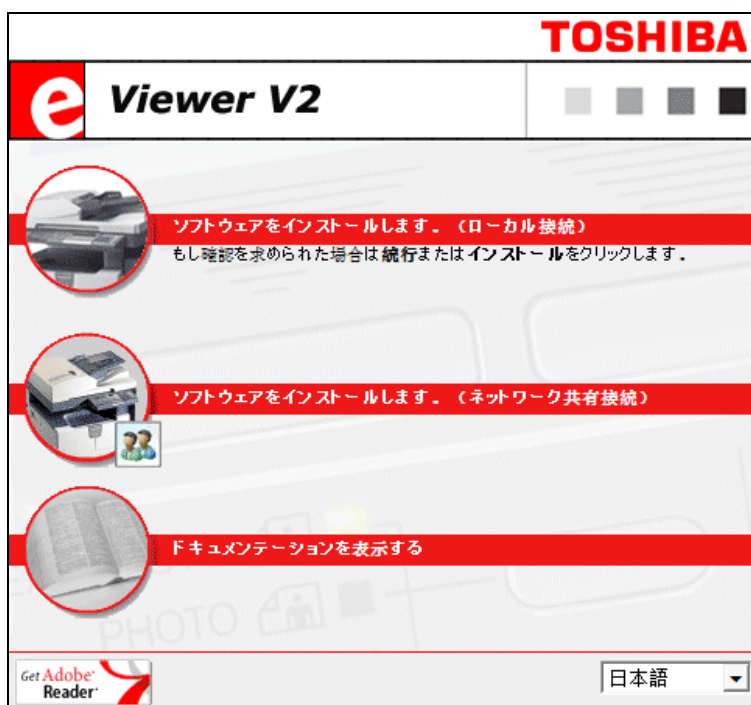 TOSHIBA
e Viewer V2
ソフトウェアをインストールします. （ローカル接続）
もし確認を求められた場合は続行またはインストールをクリックします.
ソフトウェアをインストールします. （ネットワーク共有接続）
ドキュメンテーションを表示する
PHOTO
Get Adobe
Reader
日本語